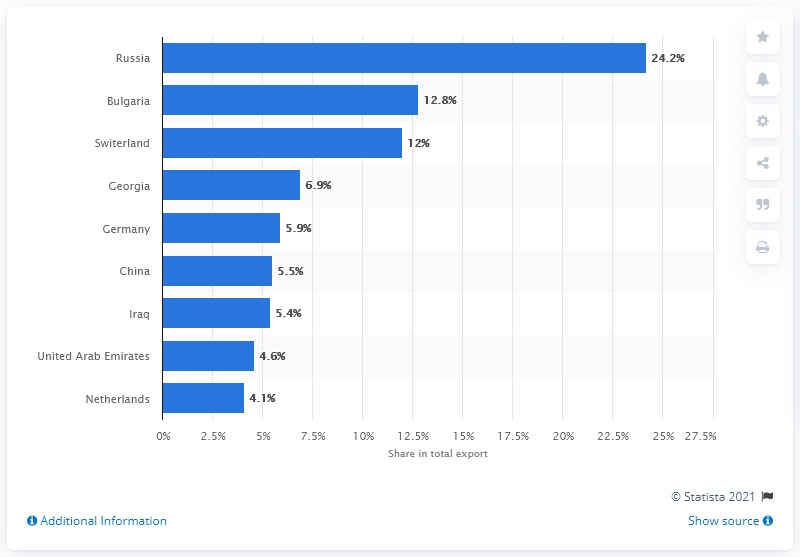 Russia 24.2%
Bulgaria 12.8%
Switerland 12%
Georgia 6.9%
Germany 5.9%
China 5.5%
Iraq 5.4%
United Arab Emirates 4.6%
Netherlands 4.1%
0% 2.5% 5% 7.5% 10% 12.5% 15% 17.5% 20% 22.5% 25% 27.5%
Share in total export
© Statista 2021
Additional Information Show source